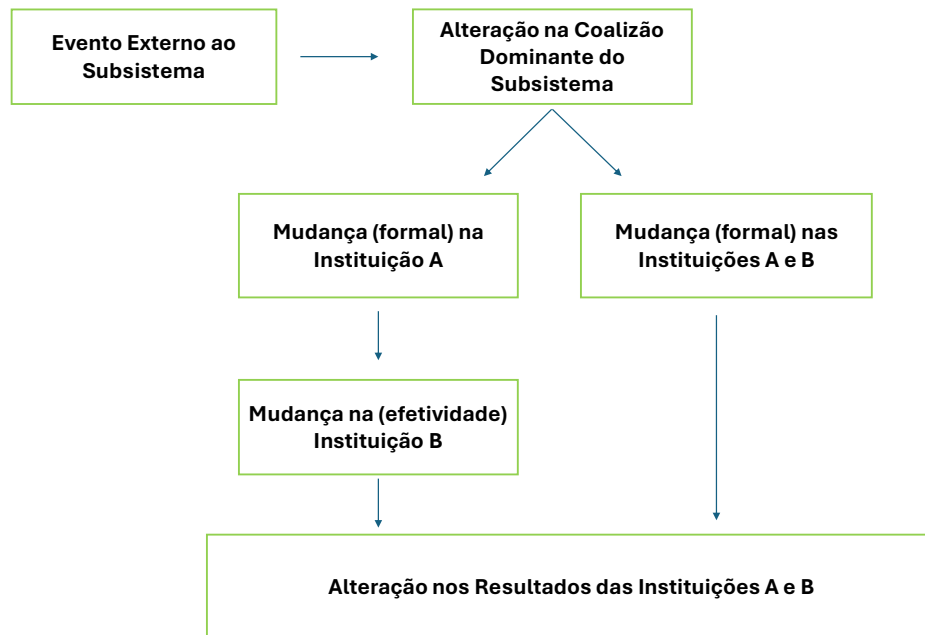 Evento Externo ao
Subsistema
Alteração na Coalizão
Dominante do
Subsistema
Mudança (formal) na
Instituição A
Mudança (formal) nas
Instituições A e B
Mudança na (efetividade)
Instituição B
Alteração nos Resultados das Instituições A e B